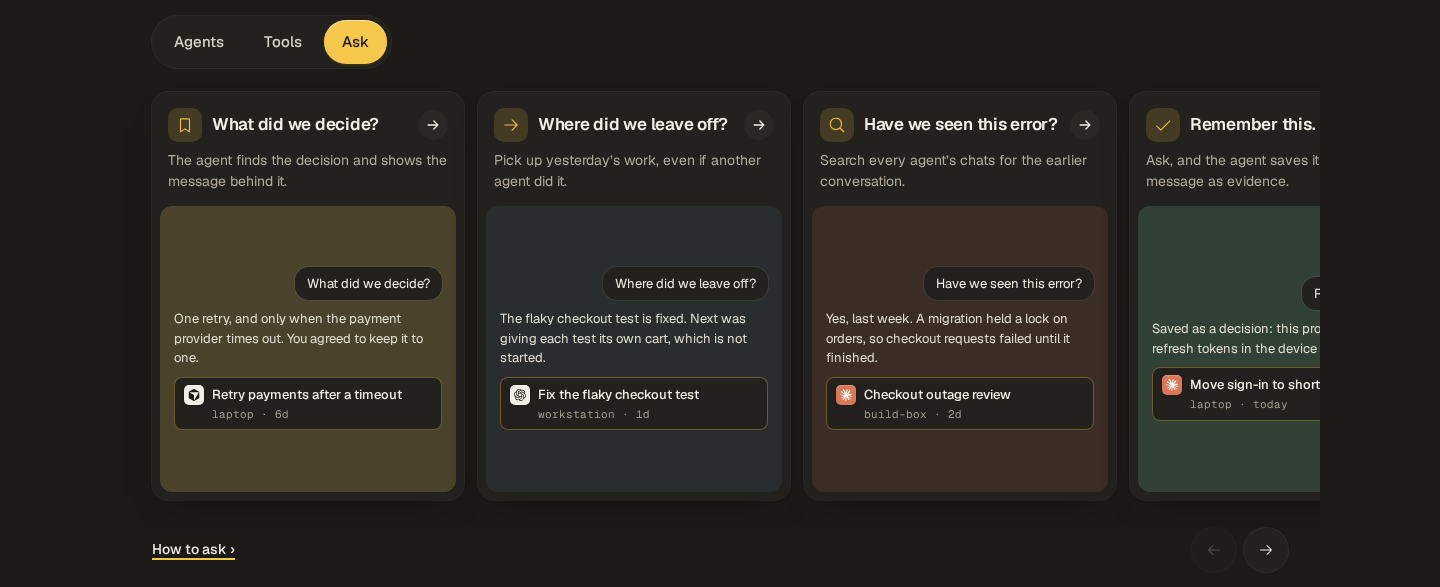 Agents
Tools
Ask
What did we decide?
The agent finds the decision and shows the
message behind it.
What did we decide?
One retry, and only when the payment
provider times out. You agreed to keep it to
one.
Retry payments after a timeout
laptop · 6d
Where did we leave off?
Pick up yesterday's work, even if another
agent did it.
Where did we leave off?
The flaky checkout test is fixed. Next was
giving each test its own cart, which is not
started.
Fix the flaky checkout test
workstation · 1d
Have we seen this error?
Search every agent's chats for the earlier
conversation.
Have we seen this error?
Yes, last week. A migration held a lock on
orders, so checkout requests failed until it
finished.
Checkout outage review
build-box · 2d
Remember this.
Ask, and the agent saves it
message as evidence.
Saved as a decision: this
refresh tokens in the device
Move sign-in to short
laptop · today
How to ask ›